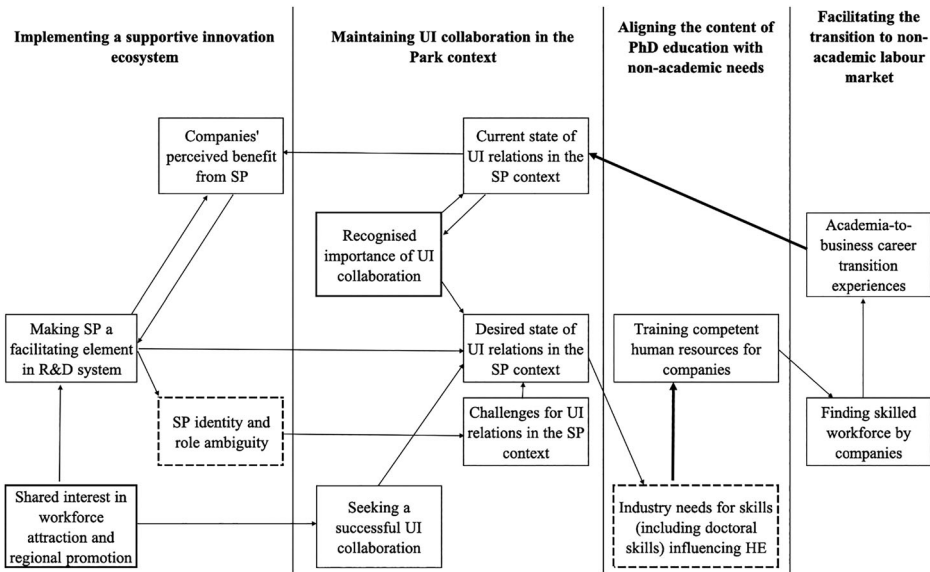 Implementing a supportive innovation
ecosystem
Maintaining UI collaboration in the
Park context
Aligning the content of
PhD education with
non-academic needs
Facilitating the
transition to non-
academic labour
market
Companies'
perceived benefit
from SP
Current state of
UI relations in the
SP context
Recognised
importance of UI
collaboration
Academia-to-
business career
transition
experiences
Making SP a
facilitating element
in R&D system
Desired state of
UI relations in the
SP context
Training competent
human resources for
companies
SP identity and
role ambiguity
Challenges for UI
relations in the SP
context
Finding skilled
workforce by
companies
Shared interest in
workforce
attraction and
regional promotion
Seeking a
successful UI
collaboration
Industry needs for skills
(including doctoral
skills) influencing HE